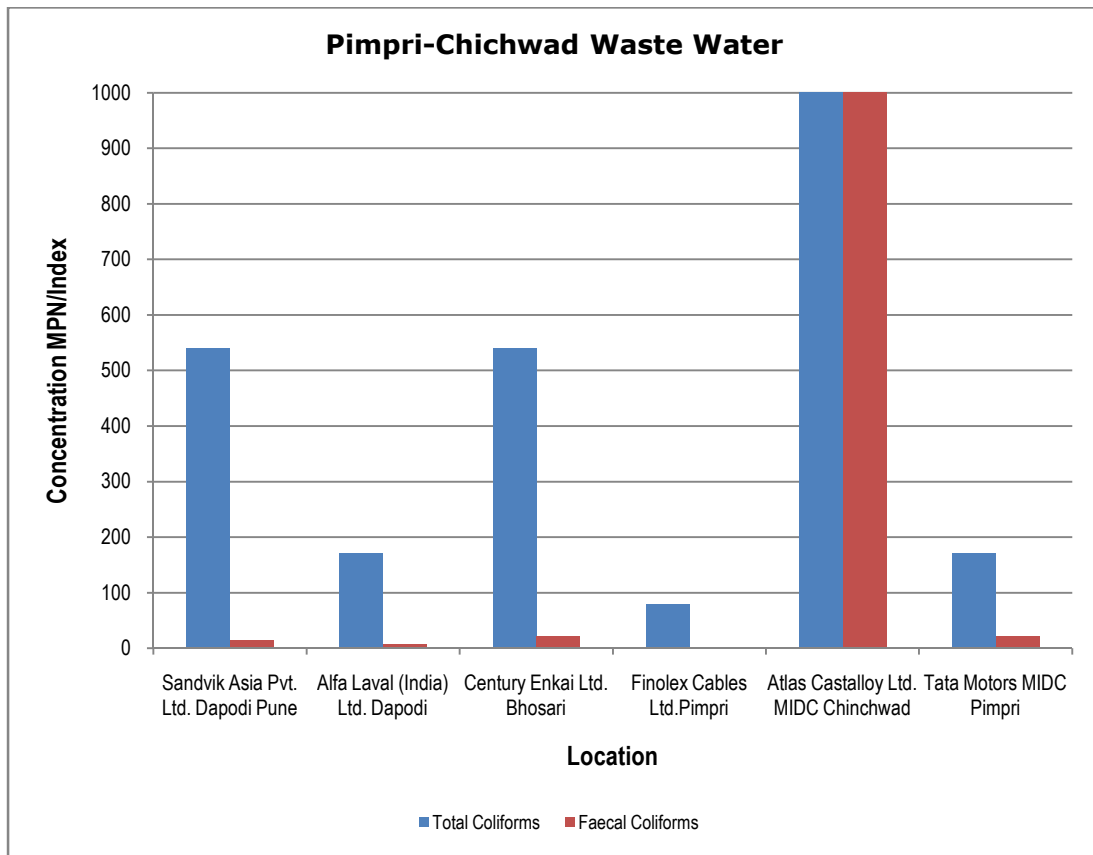 Pimpri-Chichwad Waste Water
Concentration MPN/Index
1000
900
800
700
600
500
400
300
200
100
0
Sandvik Asia Pvt.
Ltd. Dapodi Pune
Alfa Laval (India)
Ltd. Dapodi
Century Enkai Ltd.
Bhosari
Finolex Cables
Ltd.Pimpri
Atlas Castalloy Ltd.
MIDC Chinchwad
Tata Motors MIDC
Pimpri
Location
Total Coliforms
Faecal Coliforms